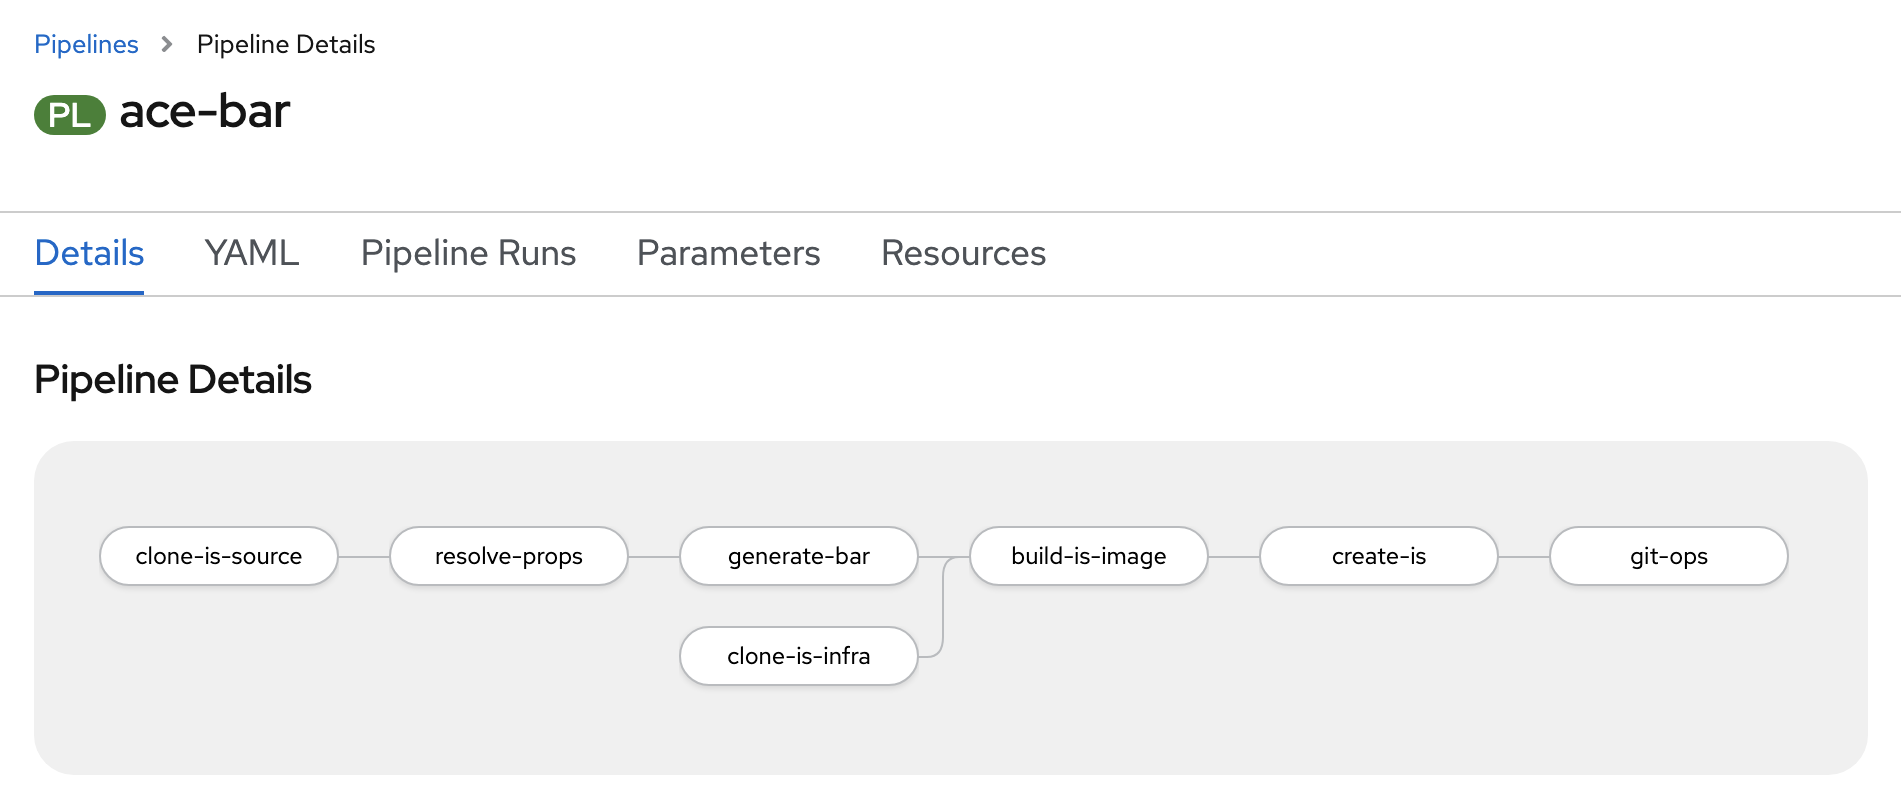 Pipelines > Pipeline Details
PL ace-bar
Details YAML Pipeline Runs Parameters Resources
Pipeline Details
clone-is-source resolve-props generate-bar build-is-image create-is git-ops
clone-is-infra